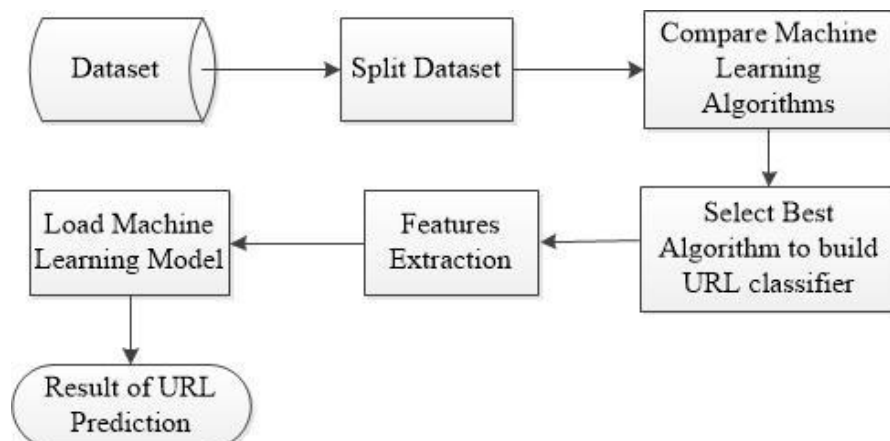 Dataset
Split Dataset
Compare Machine
Learning
Algorithms
Select Best
Algorithm to build
URL classifier
Features
Extraction
Load Machine
Learning Model
Result of URL
Prediction